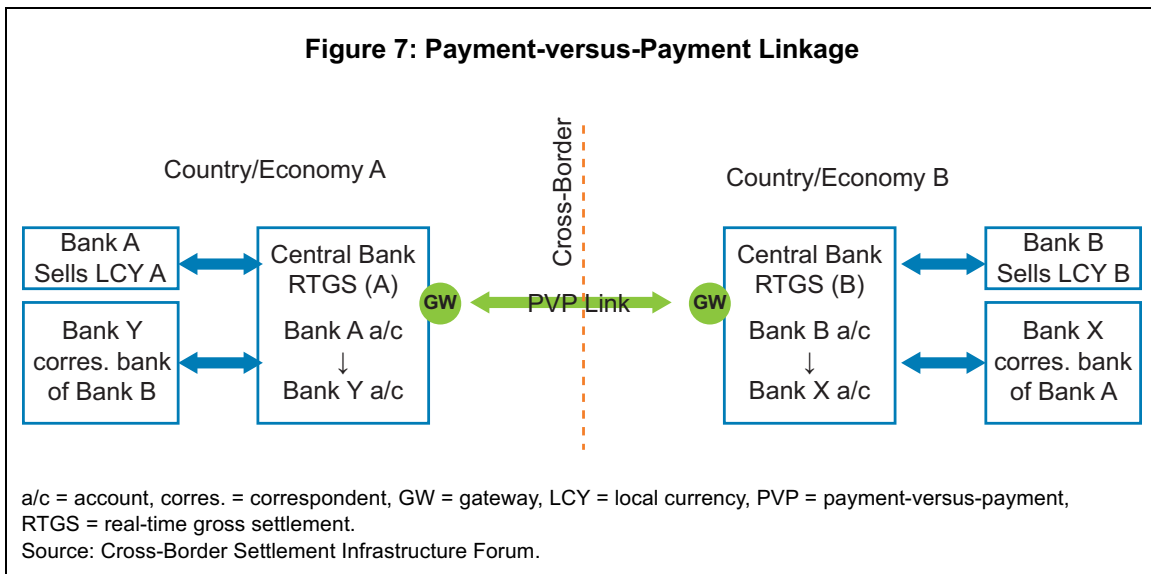 Figure 7: Payment-versus-Payment Linkage
Cross-Border
Country/Economy A
Country/Economy B
Bank A
Sells LCY A
Bank Y
corres. bank
of Bank B
Central Bank
RTGS (A)
Bank A a/c
↓
Bank Y a/c
GW
PVP Link
GW
Central Bank
RTGS (B)
Bank B a/c
↓
Bank X a/c
Bank B
Sells LCY B
Bank X
corres. bank
of Bank A
a/c = account, corres. = correspondent, GW = gateway, LCY = local currency, PVP = payment-versus-payment,
RTGS = real-time gross settlement.
Source: Cross-Border Settlement Infrastructure Forum.